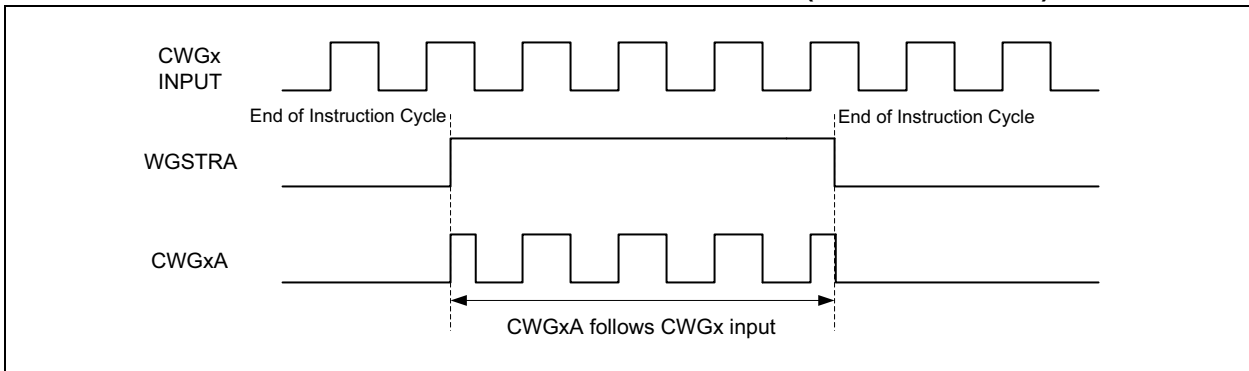 CWGx
INPUT
End of Instruction Cycle
End of Instruction Cycle
WGSTRA
CWGxA
CWGxA follows CWGx input